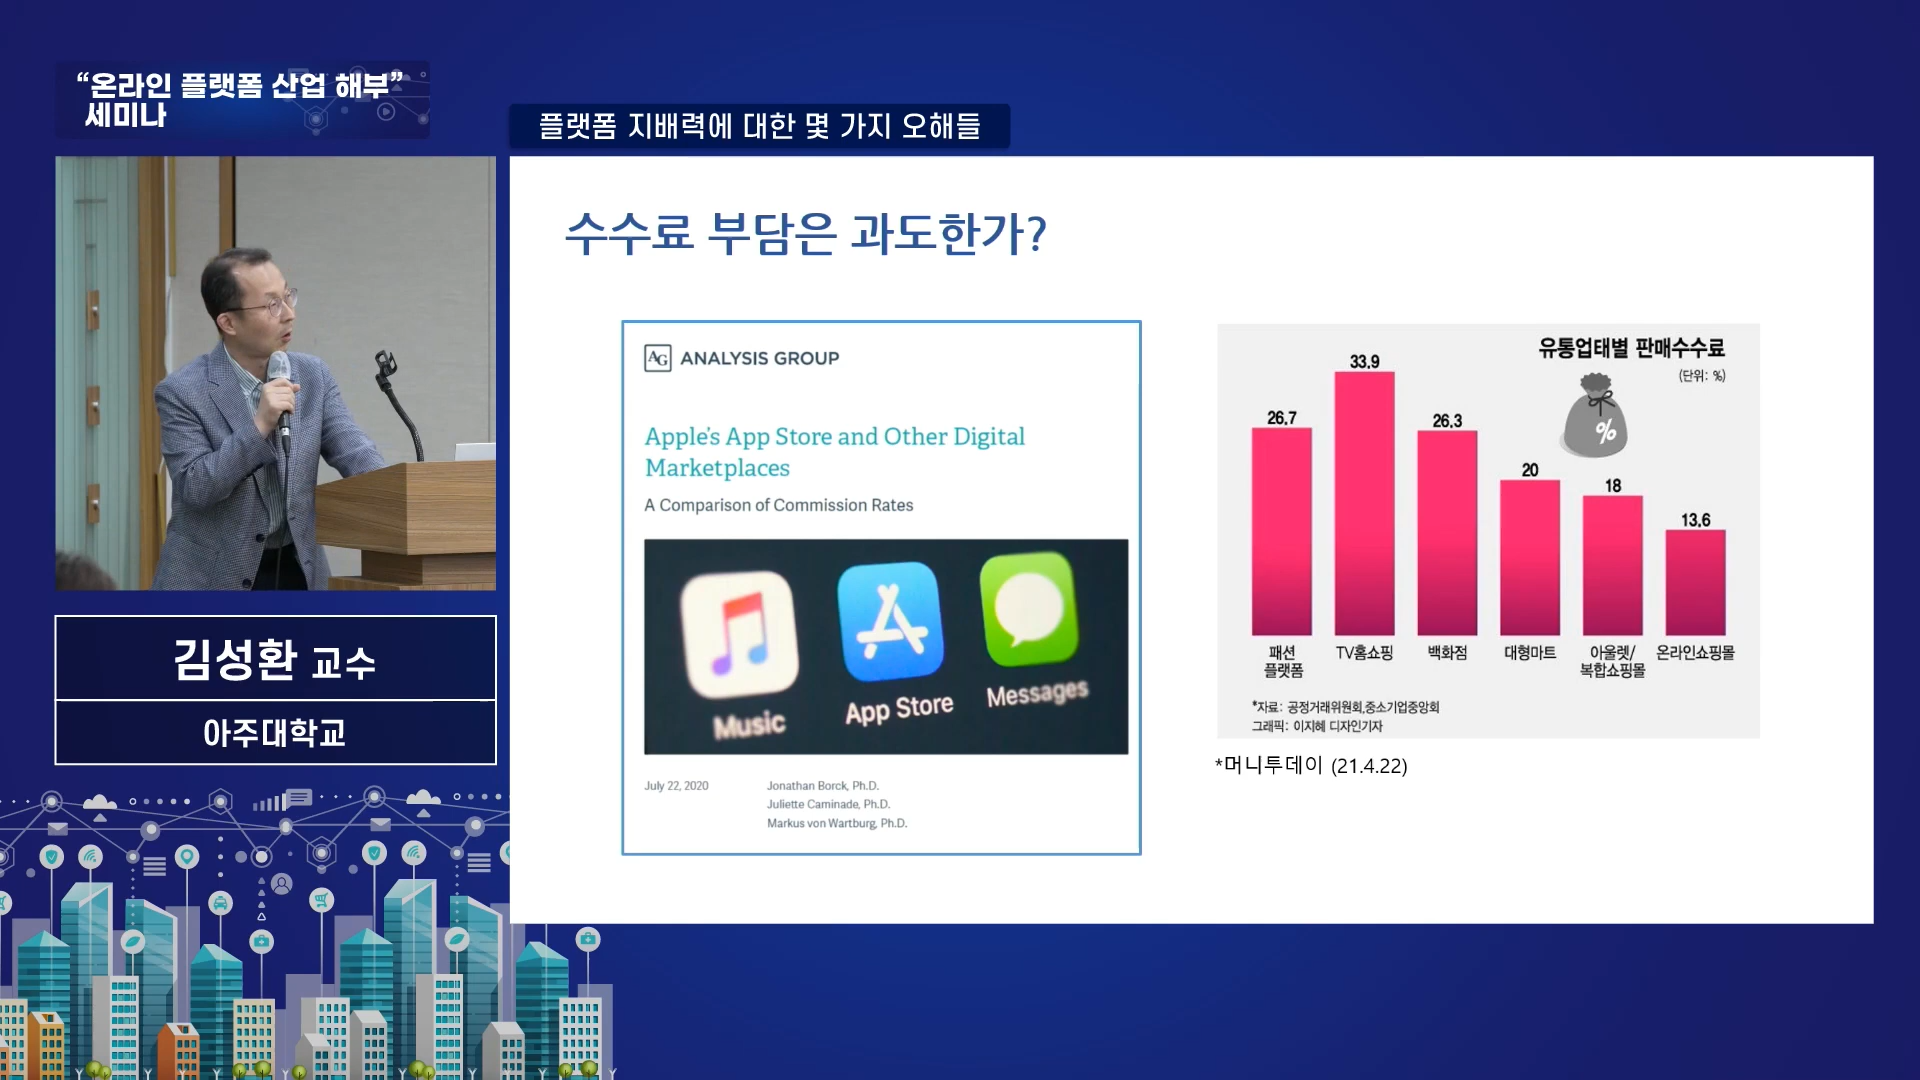 “온라인 플랫폼 산업 해부”
세미나
플랫폼 지배력에 대한 몇 가지 오해들
김성환 교수
아주대학교
수수료 부담은 과도한가?
AG ANALYSIS GROUP
Apple's App Store and Other Digital
Marketplaces
A Comparison of Commission Rates
Music
App Store
Messages
July 22, 2020
Jonathan Borck, Ph.D.
Juliette Caminade, Ph.D.
Markus von Wartburg, Ph.D.
유통업태별 판매수수료
(단위: %)
%
26.7
33.9
26.3
20
18
13.6
패션
플랫폼
TV홈쇼핑
백화점
대형마트
아울렛/
복합쇼핑몰
온라인쇼핑몰
*자료: 공정거래위원회,중소기업중앙회
그래픽: 이지혜 디자인기자
*머니투데이 (21.4.22)